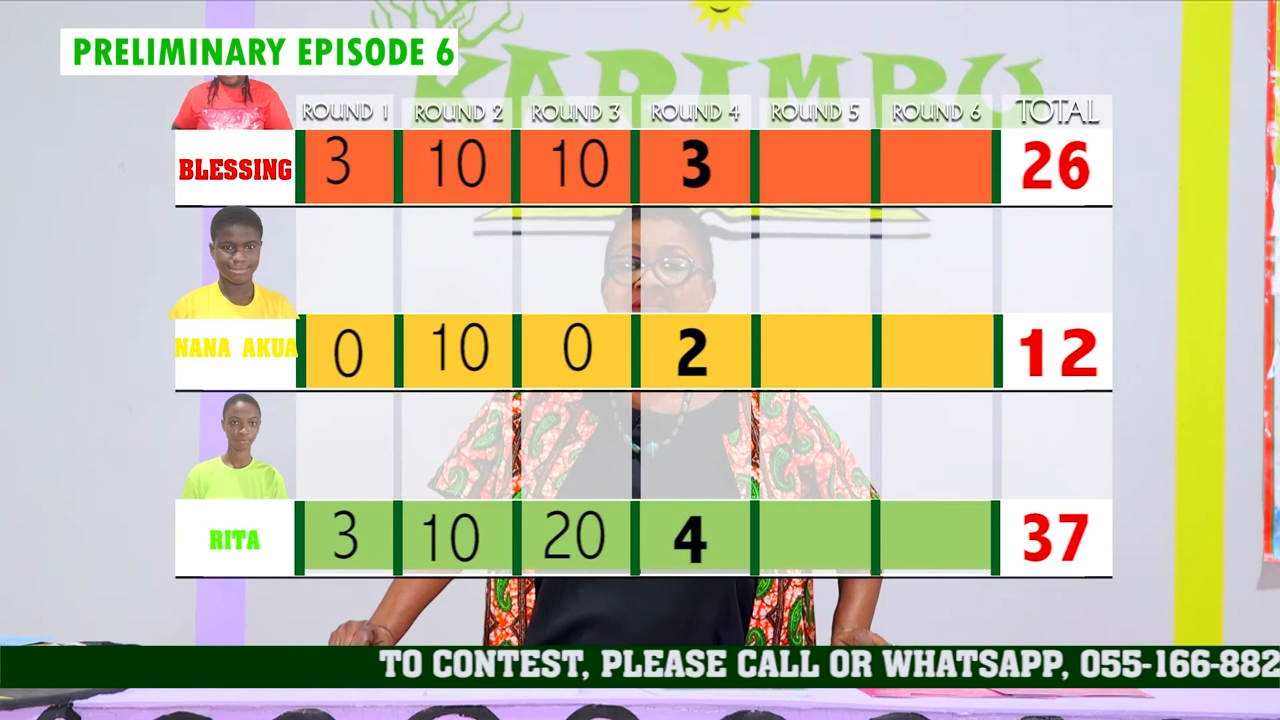 PRELIMINARY EPISODE 6
KARIMPU
ROUND 1 ROUND 2 ROUND 3 ROUND 4 ROUND 5 ROUND 6 TOTAL
BLESSING 3 10 10 3 26
NANA AKUA 0 10 0 2 12
RITA 3 10 20 4 37
TO CONTEST, PLEASE CALL OR WHATSAPP, 055-166-882